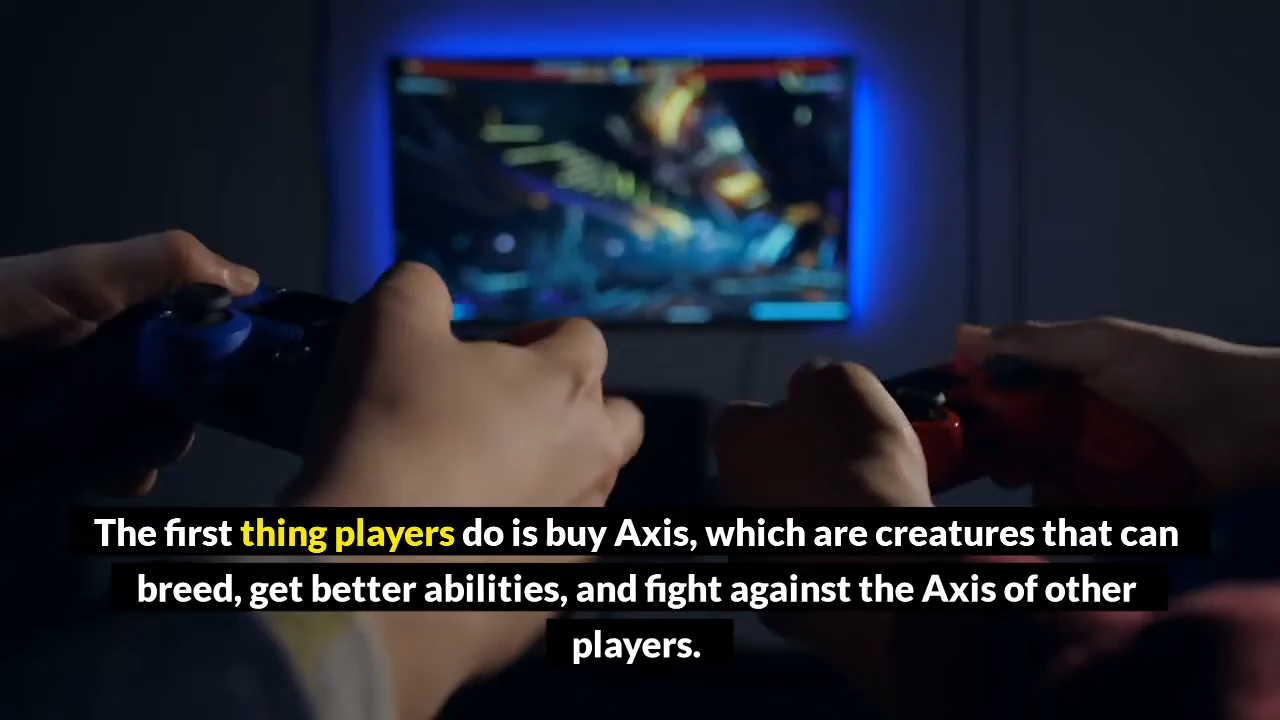 The first thing players do is buy Axis, which are creatures that can
breed, get better abilities, and fight against the Axis of other
players.